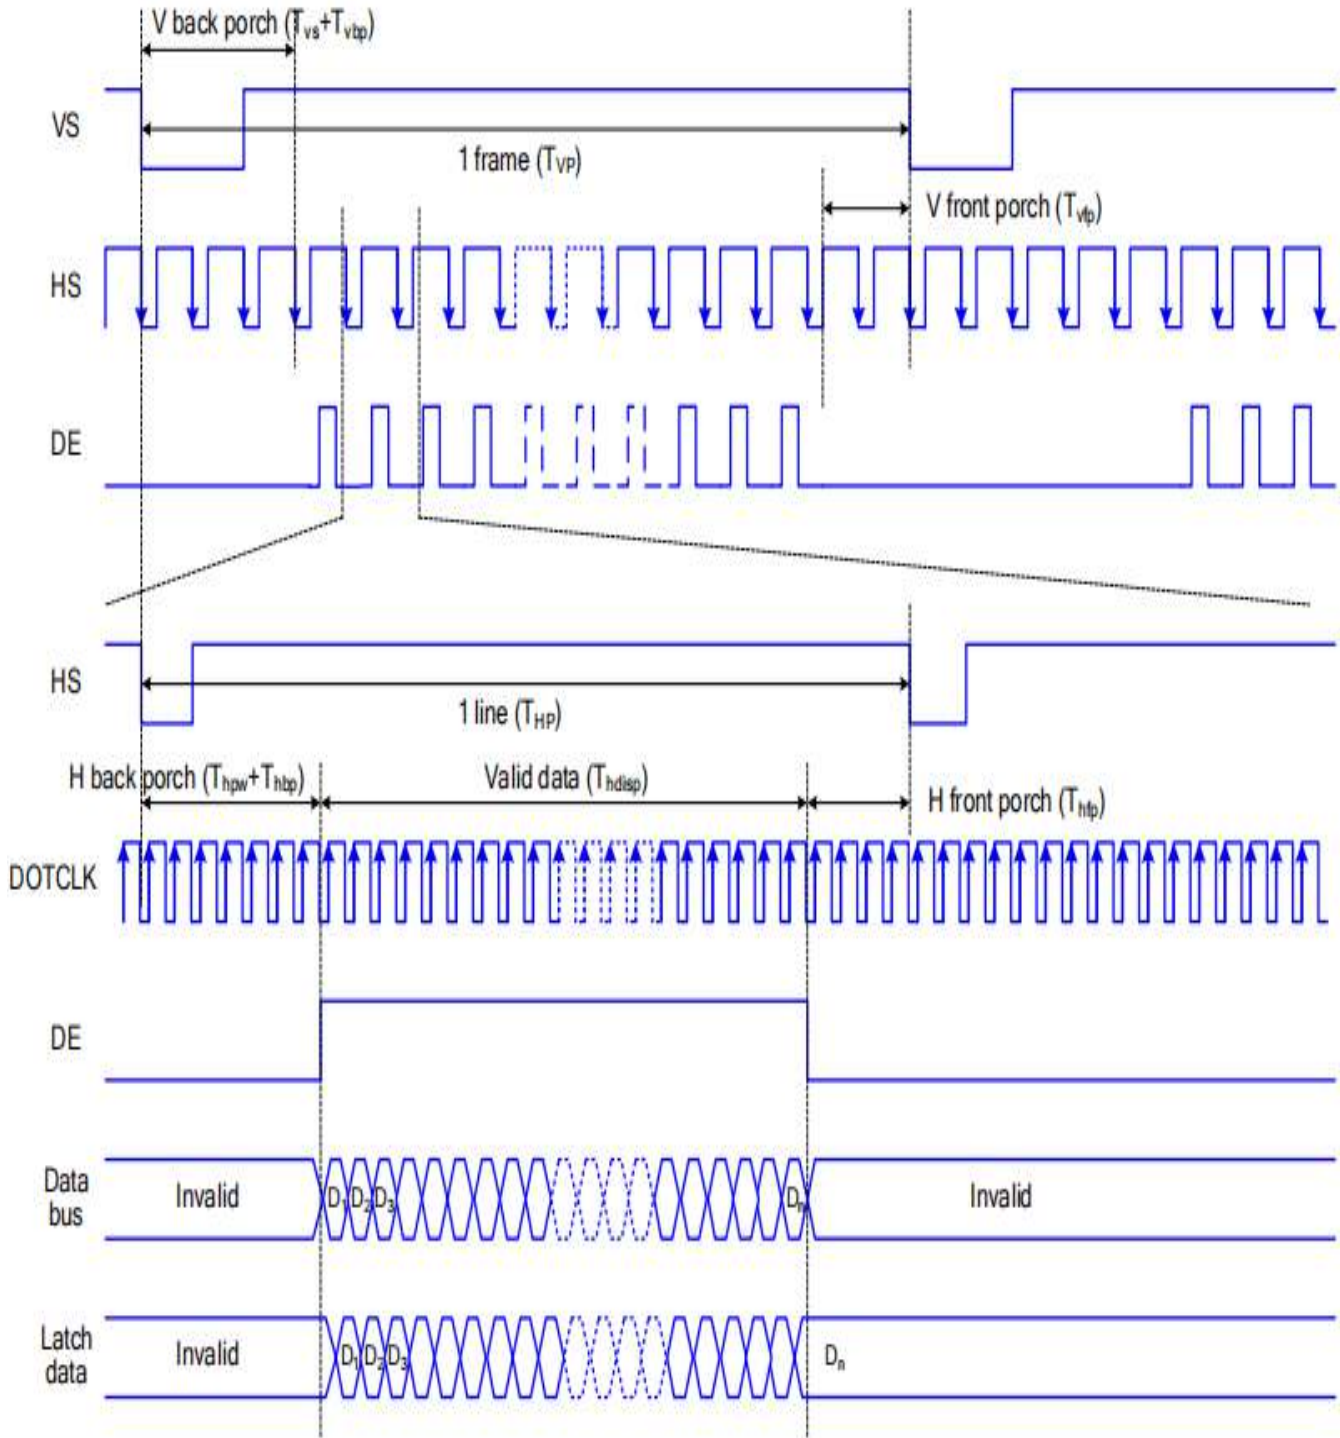 V back porch (Tvs+Tvbp)
VS
1 frame (TVP)
V front porch (Tvfp)
HS
DE
HS
1 line (THP)
H back porch (Thpw+Thbp)
Valid data (Thdisp)
H front porch (Thfp)
DOTCLK
DE
Data
bus
Invalid
D1 D2 D3
Dn
Invalid
Latch
data
Invalid
D1 D2 D3
Dn